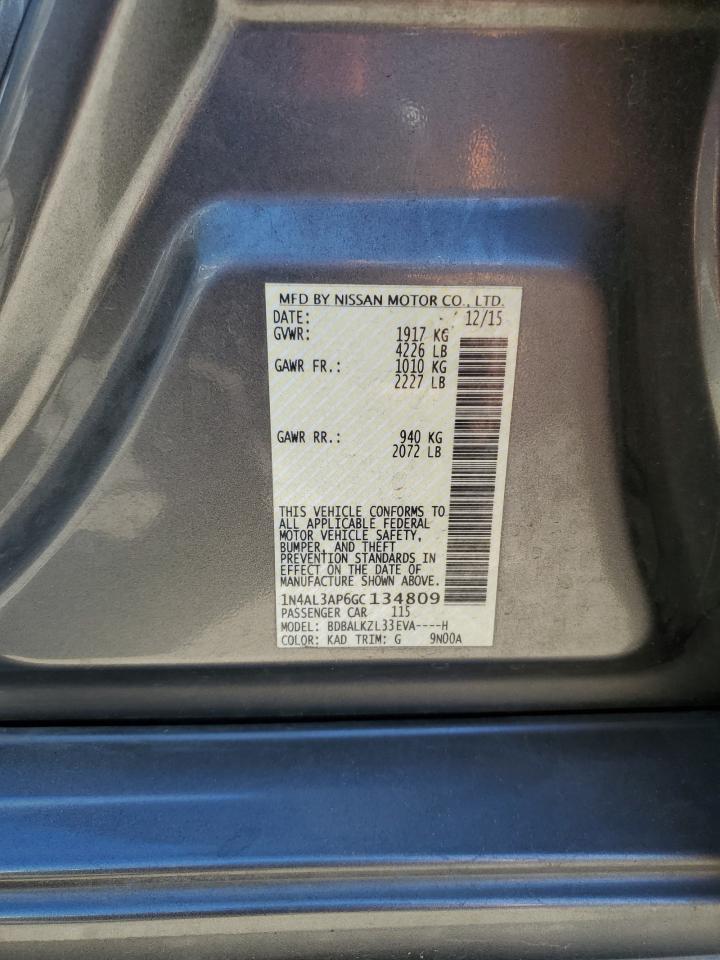 MFD BY NISSAN MOTOR CO., LTD.
DATE: 12/15
GVWR: 1917 KG
4226 LB
GAWR FR.: 1010 KG
2227 LB
GAWR RR.: 940 KG
2072 LB
THIS VEHICLE CONFORMS TO
ALL APPLICABLE FEDERAL
MOTOR VEHICLE SAFETY,
BUMPER, AND THEFT
PREVENTION STANDARDS IN
EFFECT ON THE DATE OF
MANUFACTURE SHOWN ABOVE.
1N4AL3AP6GC134809
PASSENGER CAR 115
MODEL: BDBALKZL33EVA----H
COLOR: KAD TRIM: G 9N00A